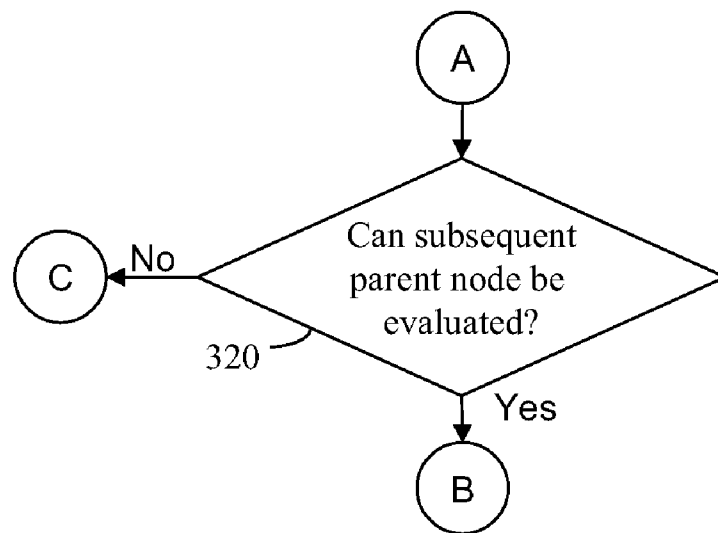 A
Can subsequent
parent node be
evaluated?
No
C
320
Yes
B